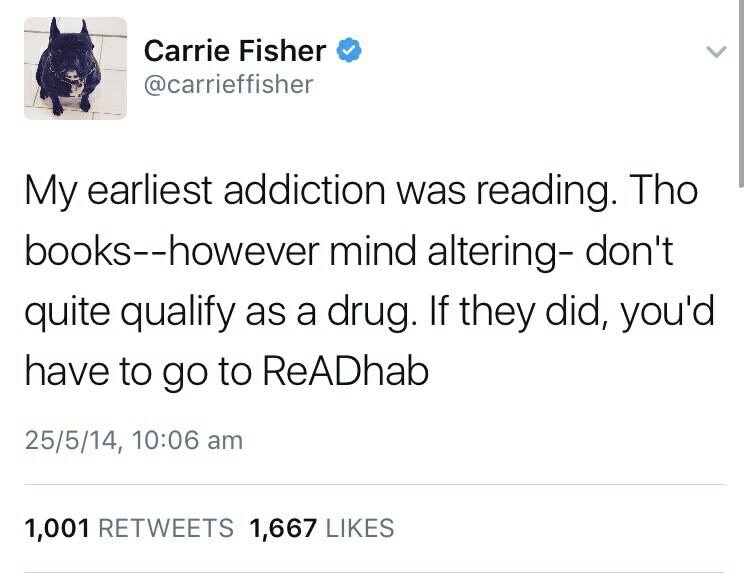 Carrie Fisher
@carrieffisher
My earliest addiction was reading. Tho
books--however mind altering- don't
quite qualify as a drug. If they did, you'd
have to go to ReADhab
25/5/14, 10:06 am
1,001 RETWEETS 1,667 LIKES